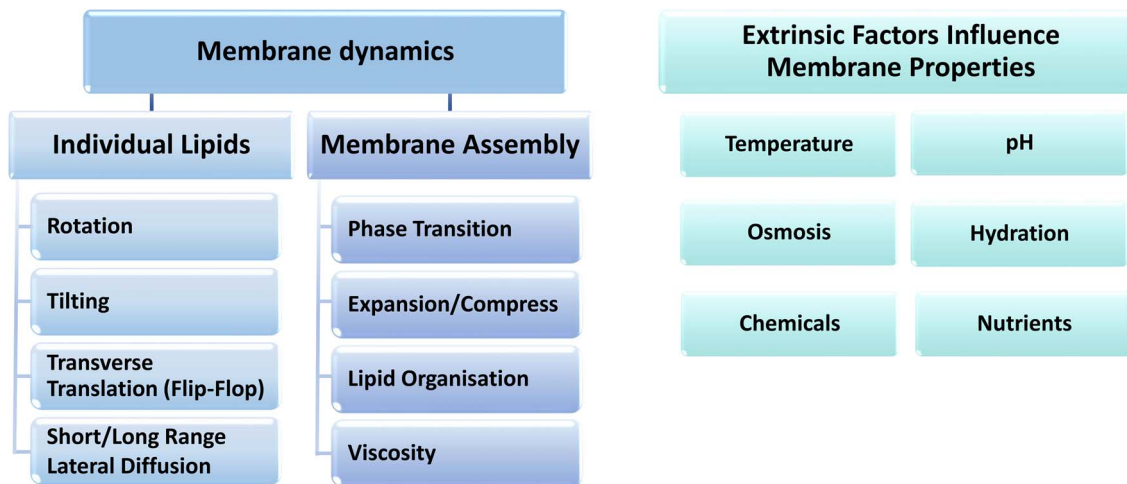 Membrane dynamics
Individual Lipids
Rotation
Tilting
Transverse
Translation (Flip-Flop)
Short/Long Range
Lateral Diffusion
Membrane Assembly
Phase Transition
Expansion/Compress
Lipid Organisation
Viscosity
Extrinsic Factors Influence
Membrane Properties
Temperature
pH
Osmosis
Hydration
Chemicals
Nutrients